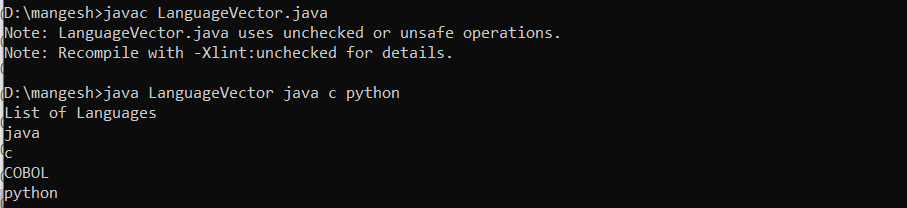 D:\mangesh>javac LanguageVector.java
Note: LanguageVector.java uses unchecked or unsafe operations.
Note: Recompile with -Xlint:unchecked for details.
D:\mangesh>java LanguageVector java c python
List of Languages
java
c
COBOL
python